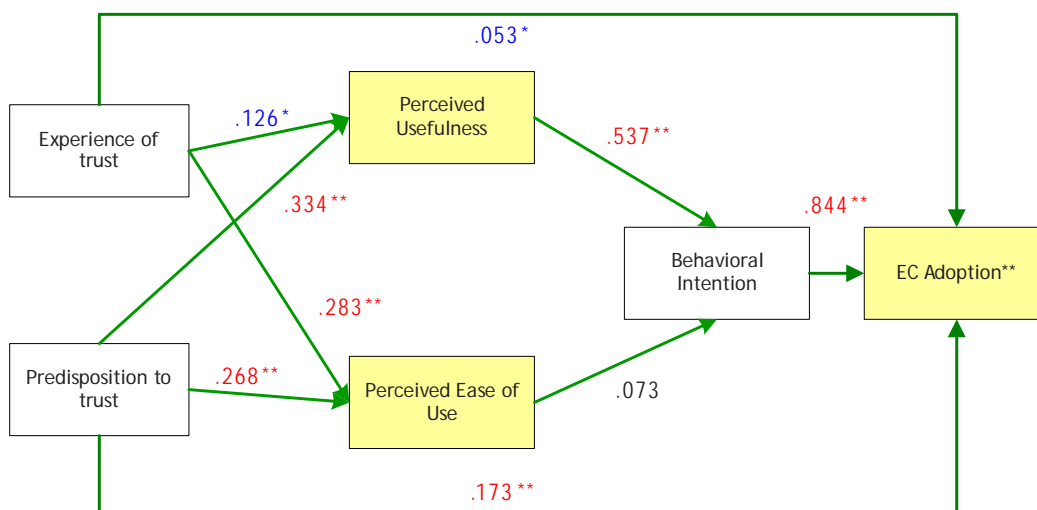 .053*
Experience of
trust
.126*
Perceived
Usefulness
.537**
.334**
.844**
Behavioral
Intention
EC Adoption**
.283**
Predisposition to
trust
.268**
Perceived Ease of
Use
.073
.173**